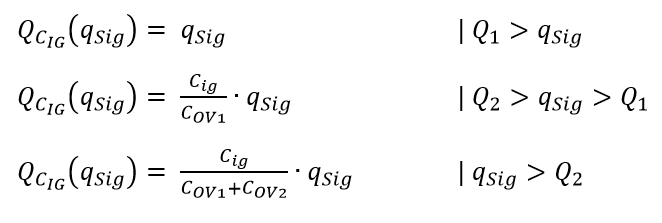 Q_{C_{IG}}(q_{Sig}) = q_{Sig} | Q_1 > q_{Sig}
Q_{C_{IG}}(q_{Sig}) = \frac{C_{ig}}{C_{OV1}} · q_{Sig} | Q_2 > q_{Sig} > Q_1
Q_{C_{IG}}(q_{Sig}) = \frac{C_{ig}}{C_{OV1}+C_{OV2}} · q_{Sig} | q_{Sig} > Q_2